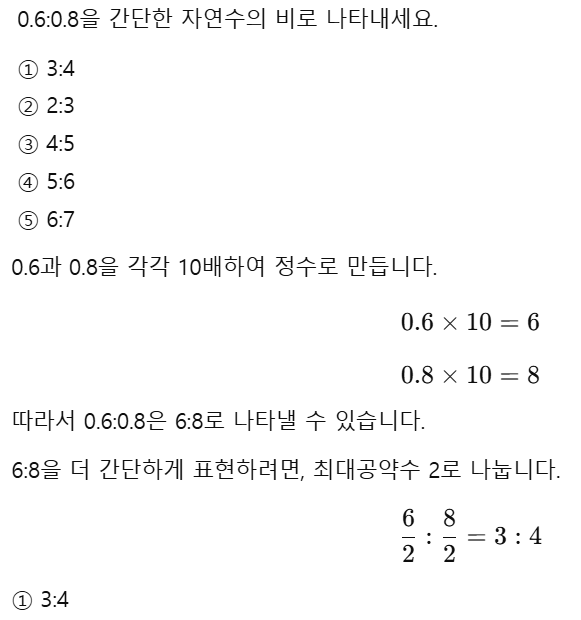 0.6:0.8을 간단한 자연수의 비로 나타내세요.
① 3:4
② 2:3
③ 4:5
④ 5:6
⑤ 6:7
0.6과 0.8을 각각 10배하여 정수로 만듭니다.
0.6 × 10 = 6
0.8 × 10 = 8
따라서 0.6:0.8은 6:8로 나타낼 수 있습니다.
6:8을 더 간단하게 표현하려면, 최대공약수 2로 나눕니다.
6/2 : 8/2 = 3 : 4
① 3:4